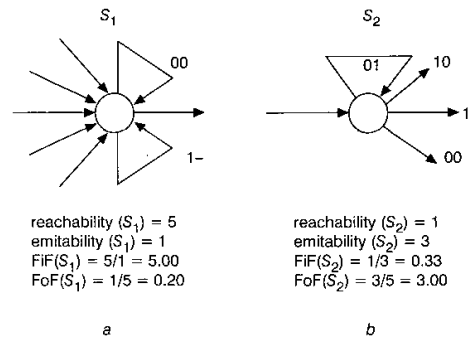 S1
S2
00
1–
01
10
1
00
reachability (S1) = 5
emitability (S1) = 1
FiF(S1) = 5/1 = 5.00
FoF(S1) = 1/5 = 0.20
reachability (S2) = 1
emitability (S2) = 3
FiF(S2) = 1/3 = 0.33
FoF(S2) = 3/5 = 3.00
a
b